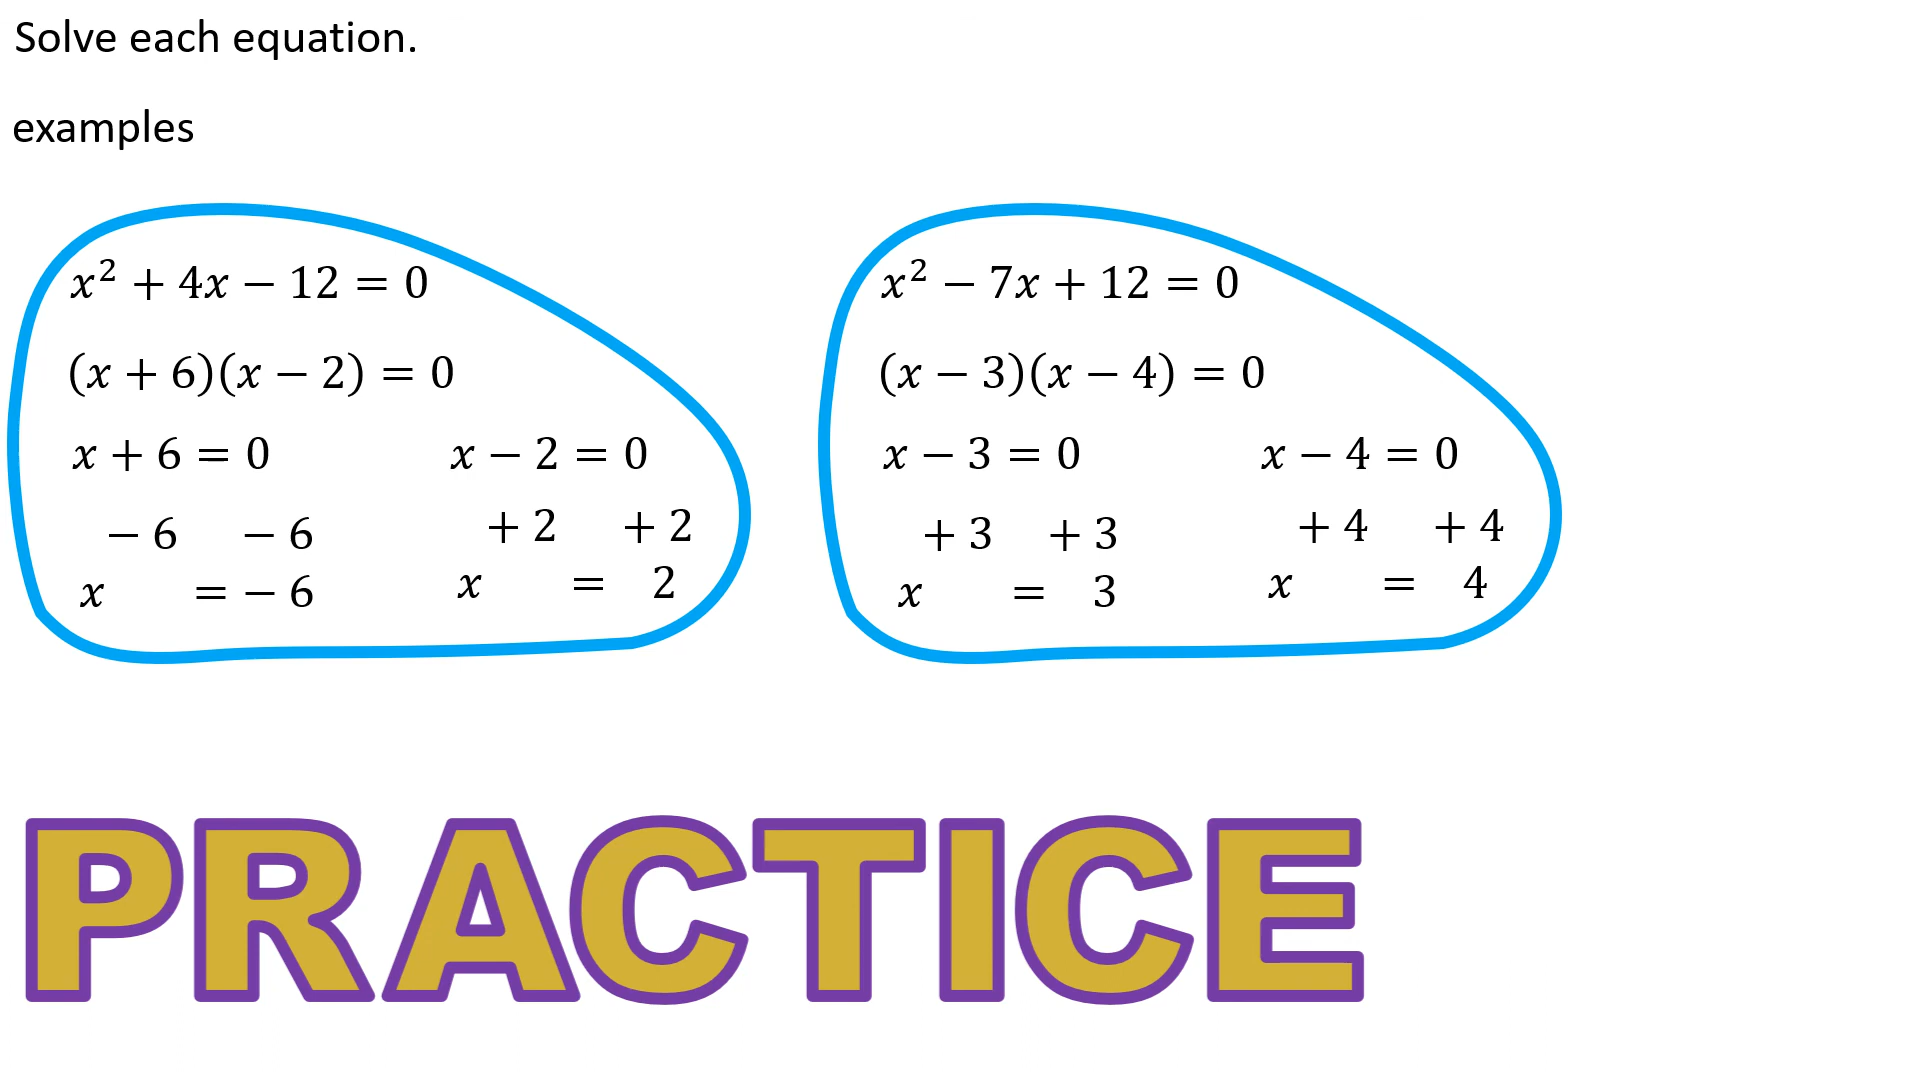 Solve each equation.
examples
x² + 4x − 12 = 0
(x + 6)(x − 2) = 0
x + 6 = 0 x − 2 = 0
− 6 − 6 + 2 + 2
x = − 6 x = 2
x² − 7x + 12 = 0
(x − 3)(x − 4) = 0
x − 3 = 0 x − 4 = 0
+ 3 + 3 + 4 + 4
x = 3 x = 4
PRACTICE